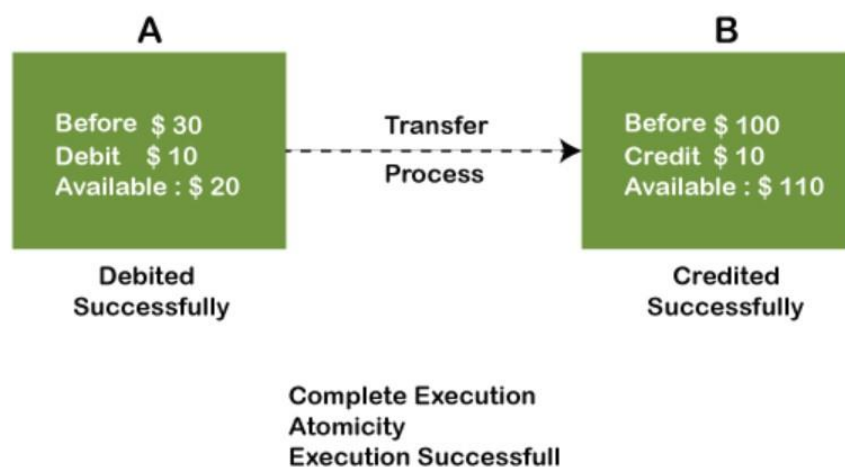 A
B
Before $ 30
Debit $ 10
Available : $ 20
Transfer
Process
Before $ 100
Credit $ 10
Available : $ 110
Debited
Successfully
Credited
Successfully
Complete Execution
Atomicity
Execution Successfull